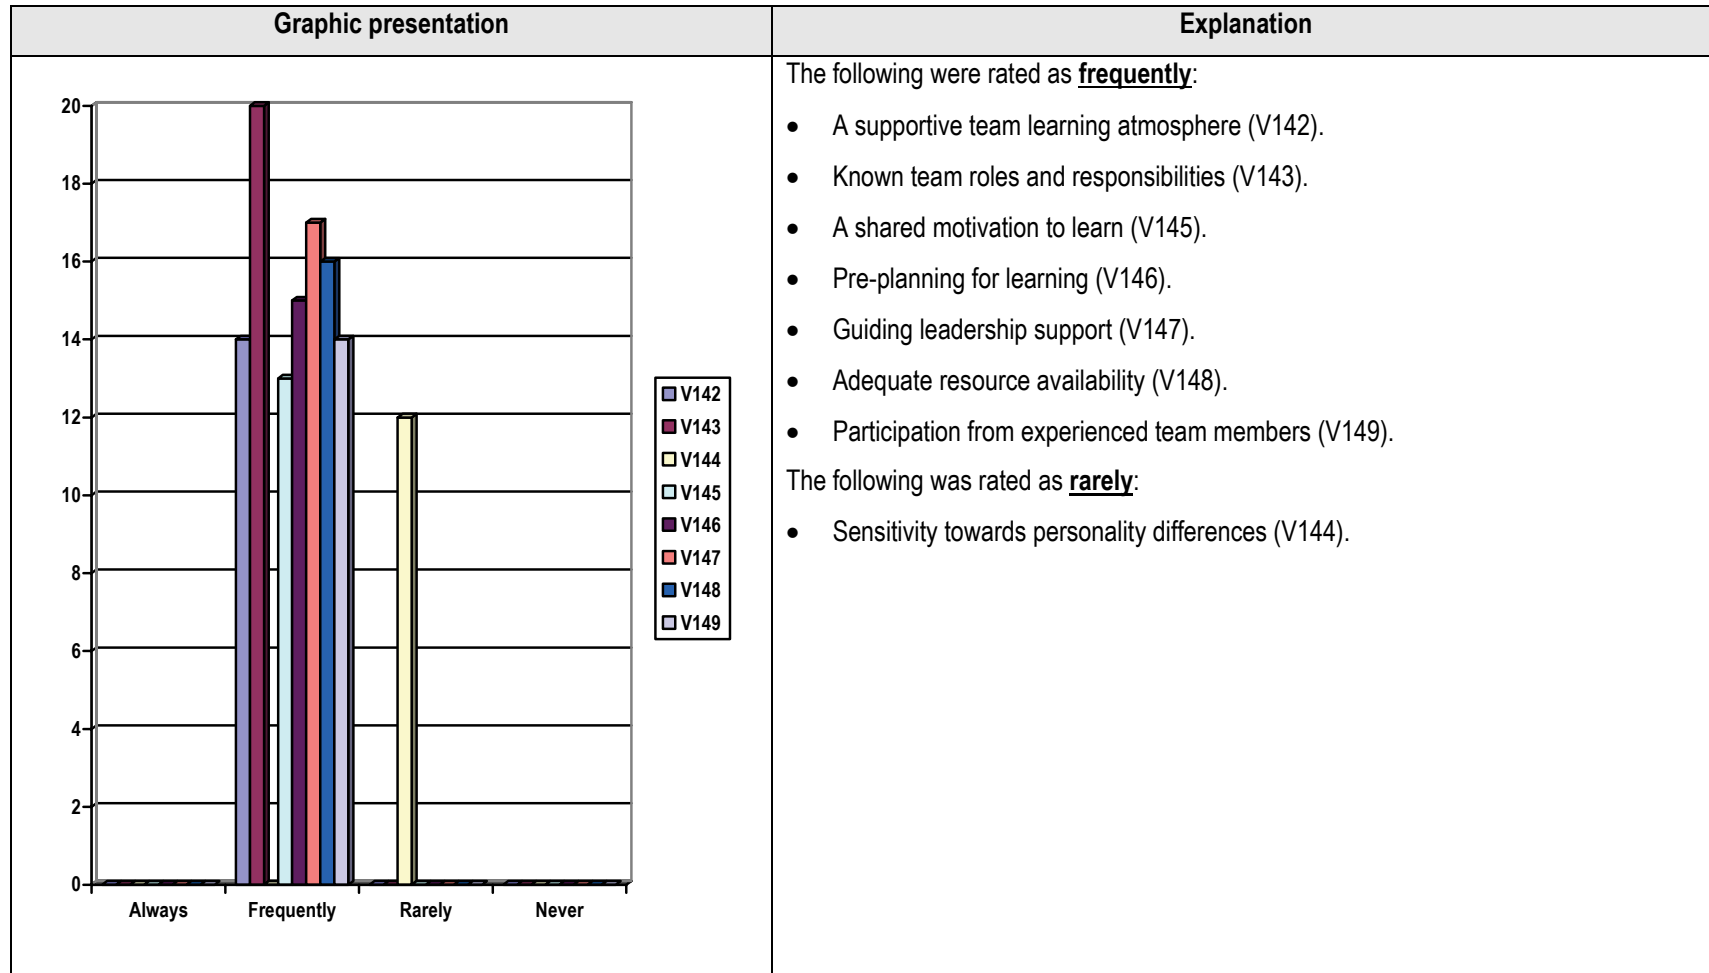 Graphic presentation
Explanation
20
18
16
14
12
10
8
6
4
2
0
Always Frequently Rarely Never
V142
V143
V144
V145
V146
V147
V148
V149
The following were rated as frequently:
• A supportive team learning atmosphere (V142).
• Known team roles and responsibilities (V143).
• A shared motivation to learn (V145).
• Pre-planning for learning (V146).
• Guiding leadership support (V147).
• Adequate resource availability (V148).
• Participation from experienced team members (V149).
The following was rated as rarely:
• Sensitivity towards personality differences (V144).